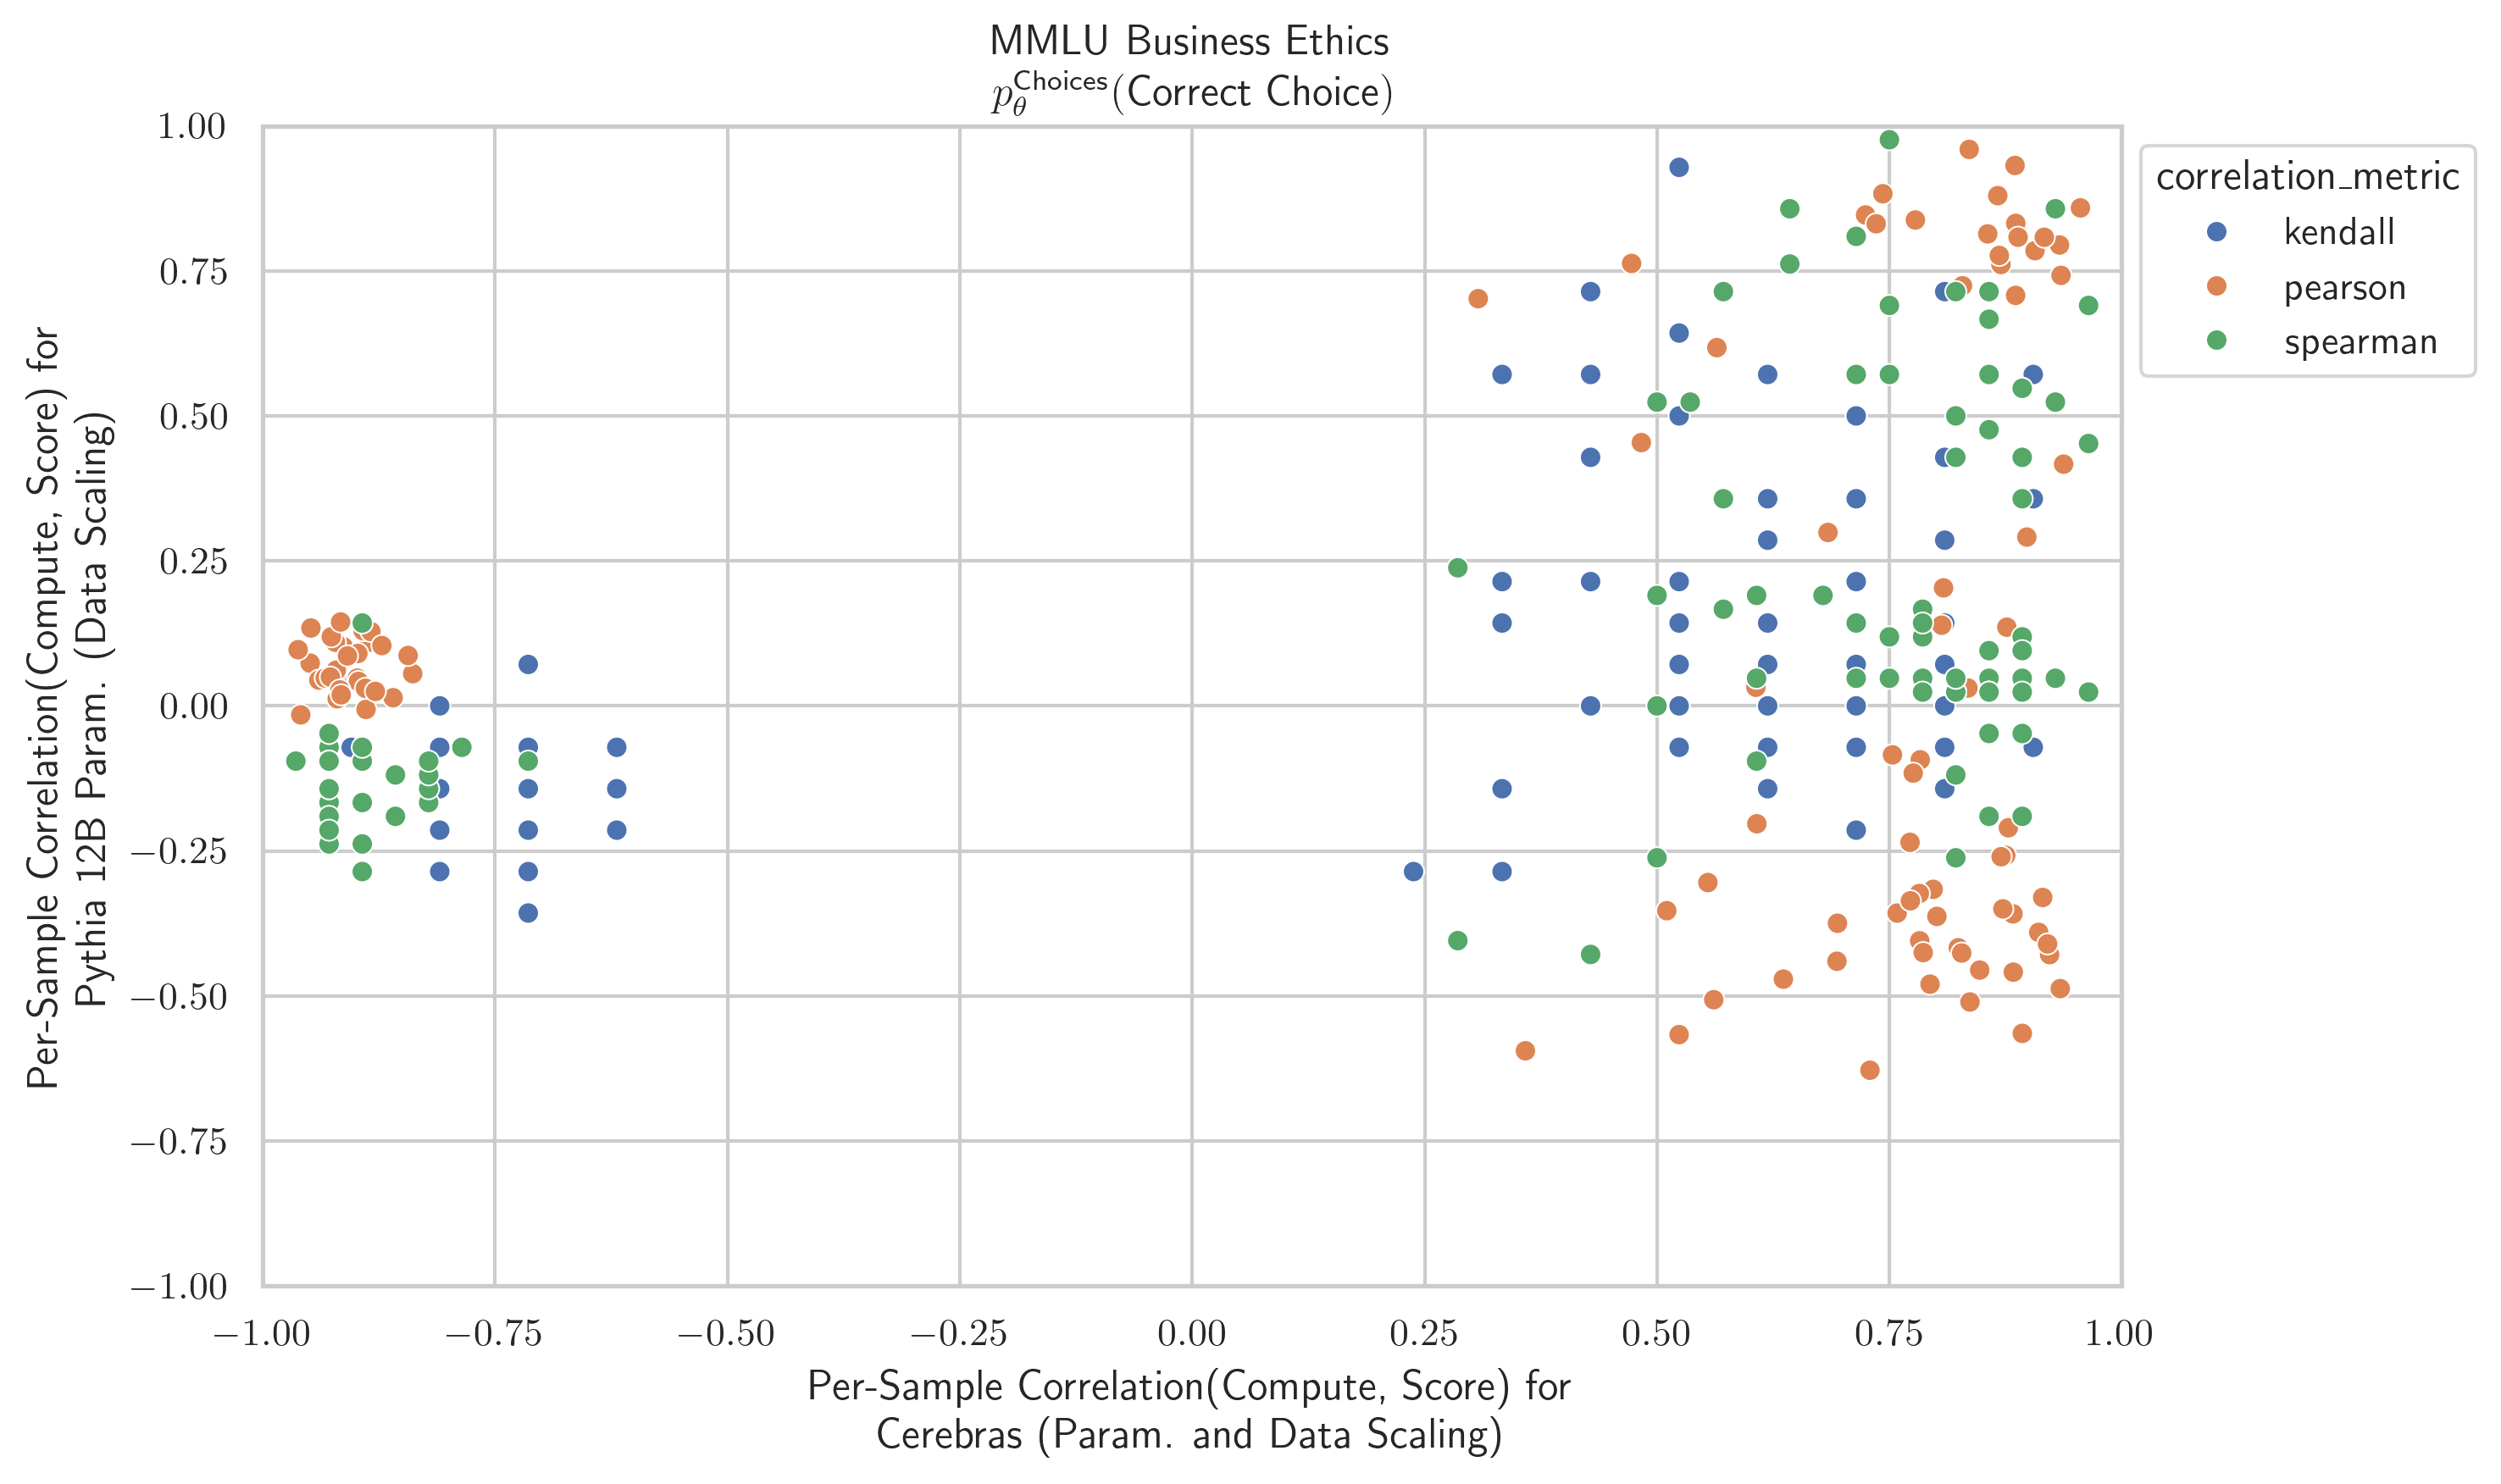 MMLU Business Ethics
p_θ^Choices(Correct Choice)
1.00
0.75
0.50
0.25
0.00
−0.25
−0.50
−0.75
−1.00
Per-Sample Correlation(Compute, Score) for
Pythia 12B Param. (Data Scaling)
−1.00
−0.75
−0.50
−0.25
0.00
0.25
0.50
0.75
1.00
Per-Sample Correlation(Compute, Score) for
Cerebras (Param. and Data Scaling)
correlation_metric
kendall
pearson
spearman